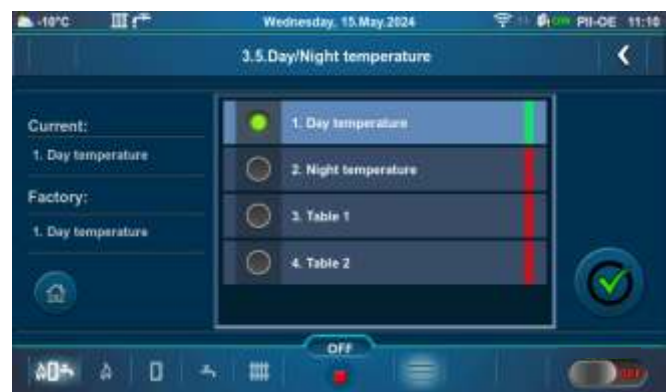 -10°C Wednesday, 15.May.2024 PII-OE 11:10
3.5.Day/Night temperature
Current:
1. Day temperature
Factory:
1. Day temperature
1. Day temperature
2. Night temperature
3. Table 1
4. Table 2
OFF
OFF